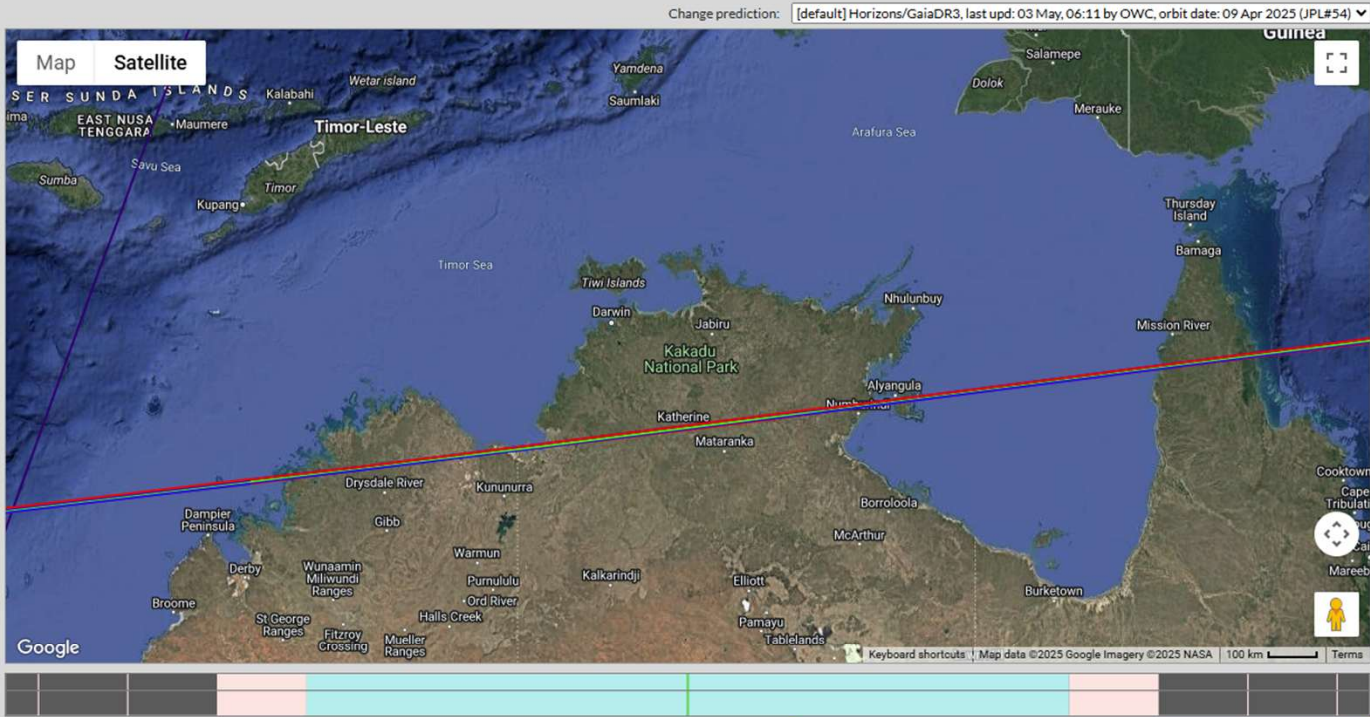 Change prediction: [default] Horizons/GaiaDR3, last upd: 03 May, 06:11 by OWC, orbit date: 09 Apr 2025 (JPL#54)
Map
Satellite
Guinea
Salamepe
Dolok
Merauke
Yamdena
Saumlaki
Wetar island
SER SUNDA ISLANDS
Kalabahi
ima
EAST NUSA
TENGGARA
Maumere
Timor-Leste
Arafura Sea
Savu Sea
Sumba
Timor
Kupang
Thursday
Island
Bamaga
Timor Sea
Tiwi Islands
Darwin
Nhulunbuy
Jabiru
Mission River
Kakadu
National Park
Alyangula
Katherine
Mataranka
Drysdale River
Kununurra
Cooktown
Cape
Borroloola
Dampier
Peninsula
Gibb
McArthur
Warmun
Derby
Wunaamin
Miliwundi
Ranges
Kalkarindji
Purnululu
Elliott
Mareeb
Burketown
Broome
Ord River
St George
Ranges
Halls Creek
Pamayu
Fitzroy
Crossing
Mueller
Ranges
Tablelands
Google
Keyboard shortcuts
Map data ©2025 Google Imagery ©2025 NASA
100 km
Terms